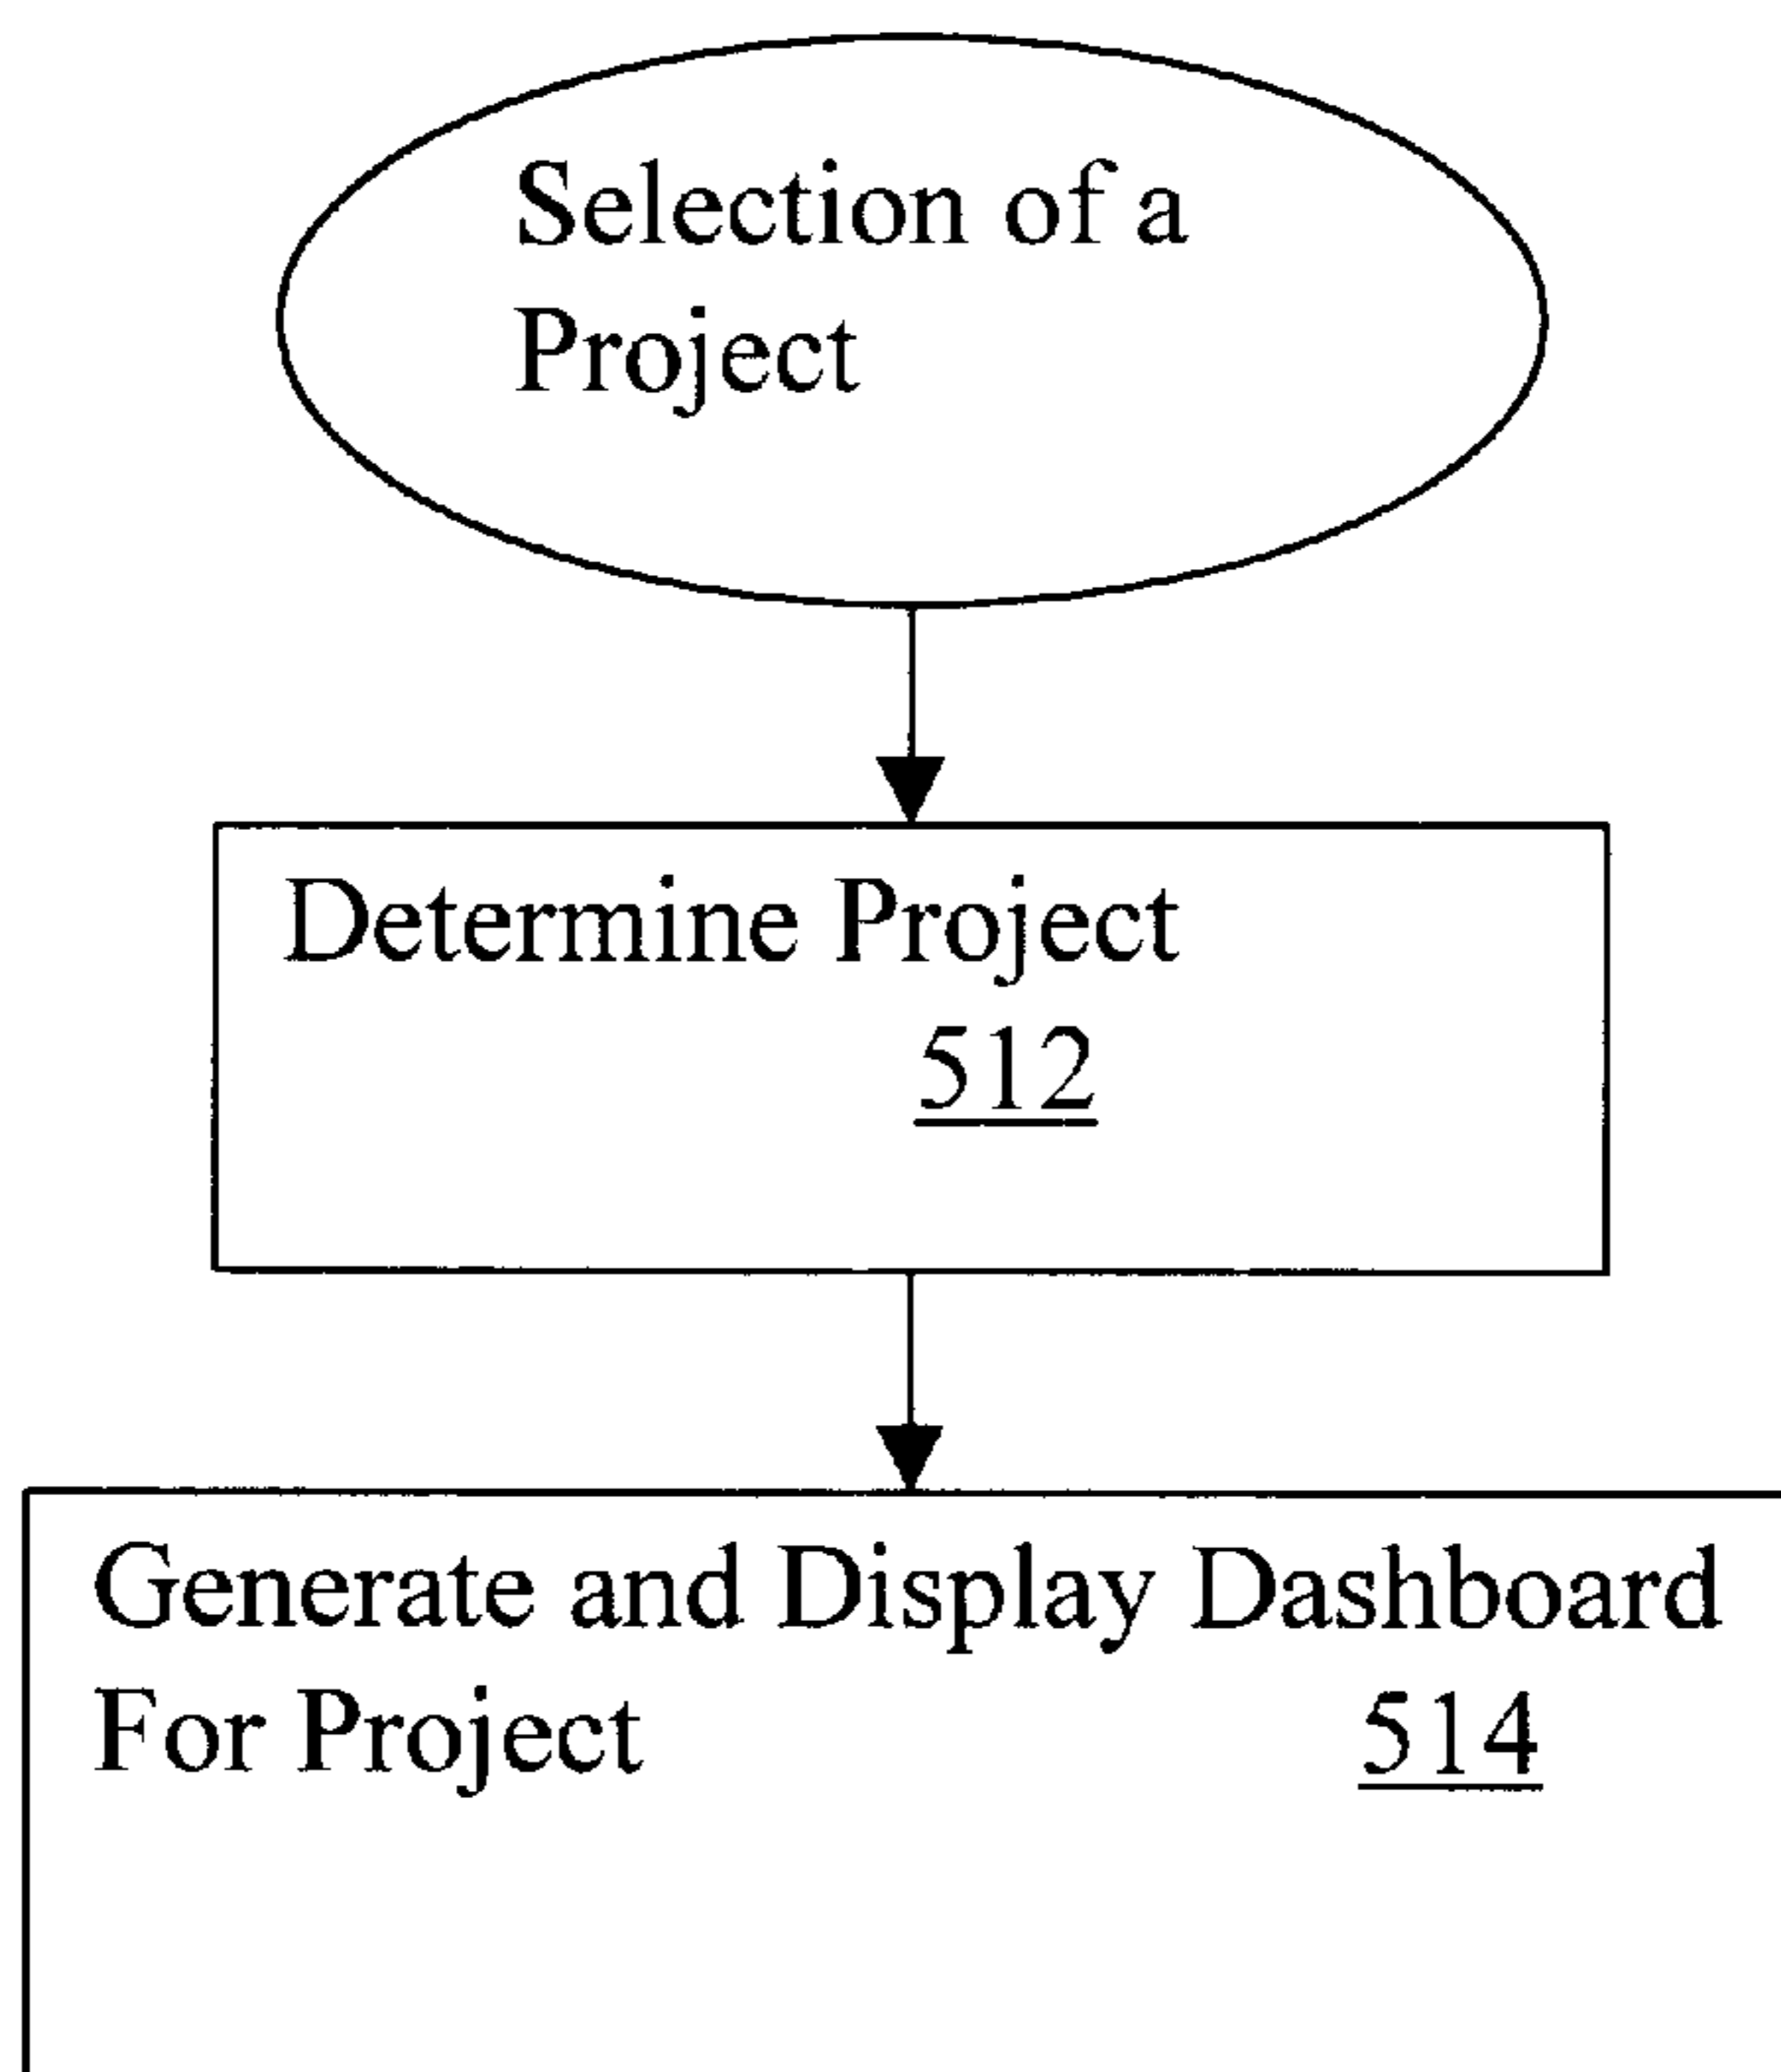 Selection of a
Project
Determine Project
512
Generate and Display Dashboard
For Project 514